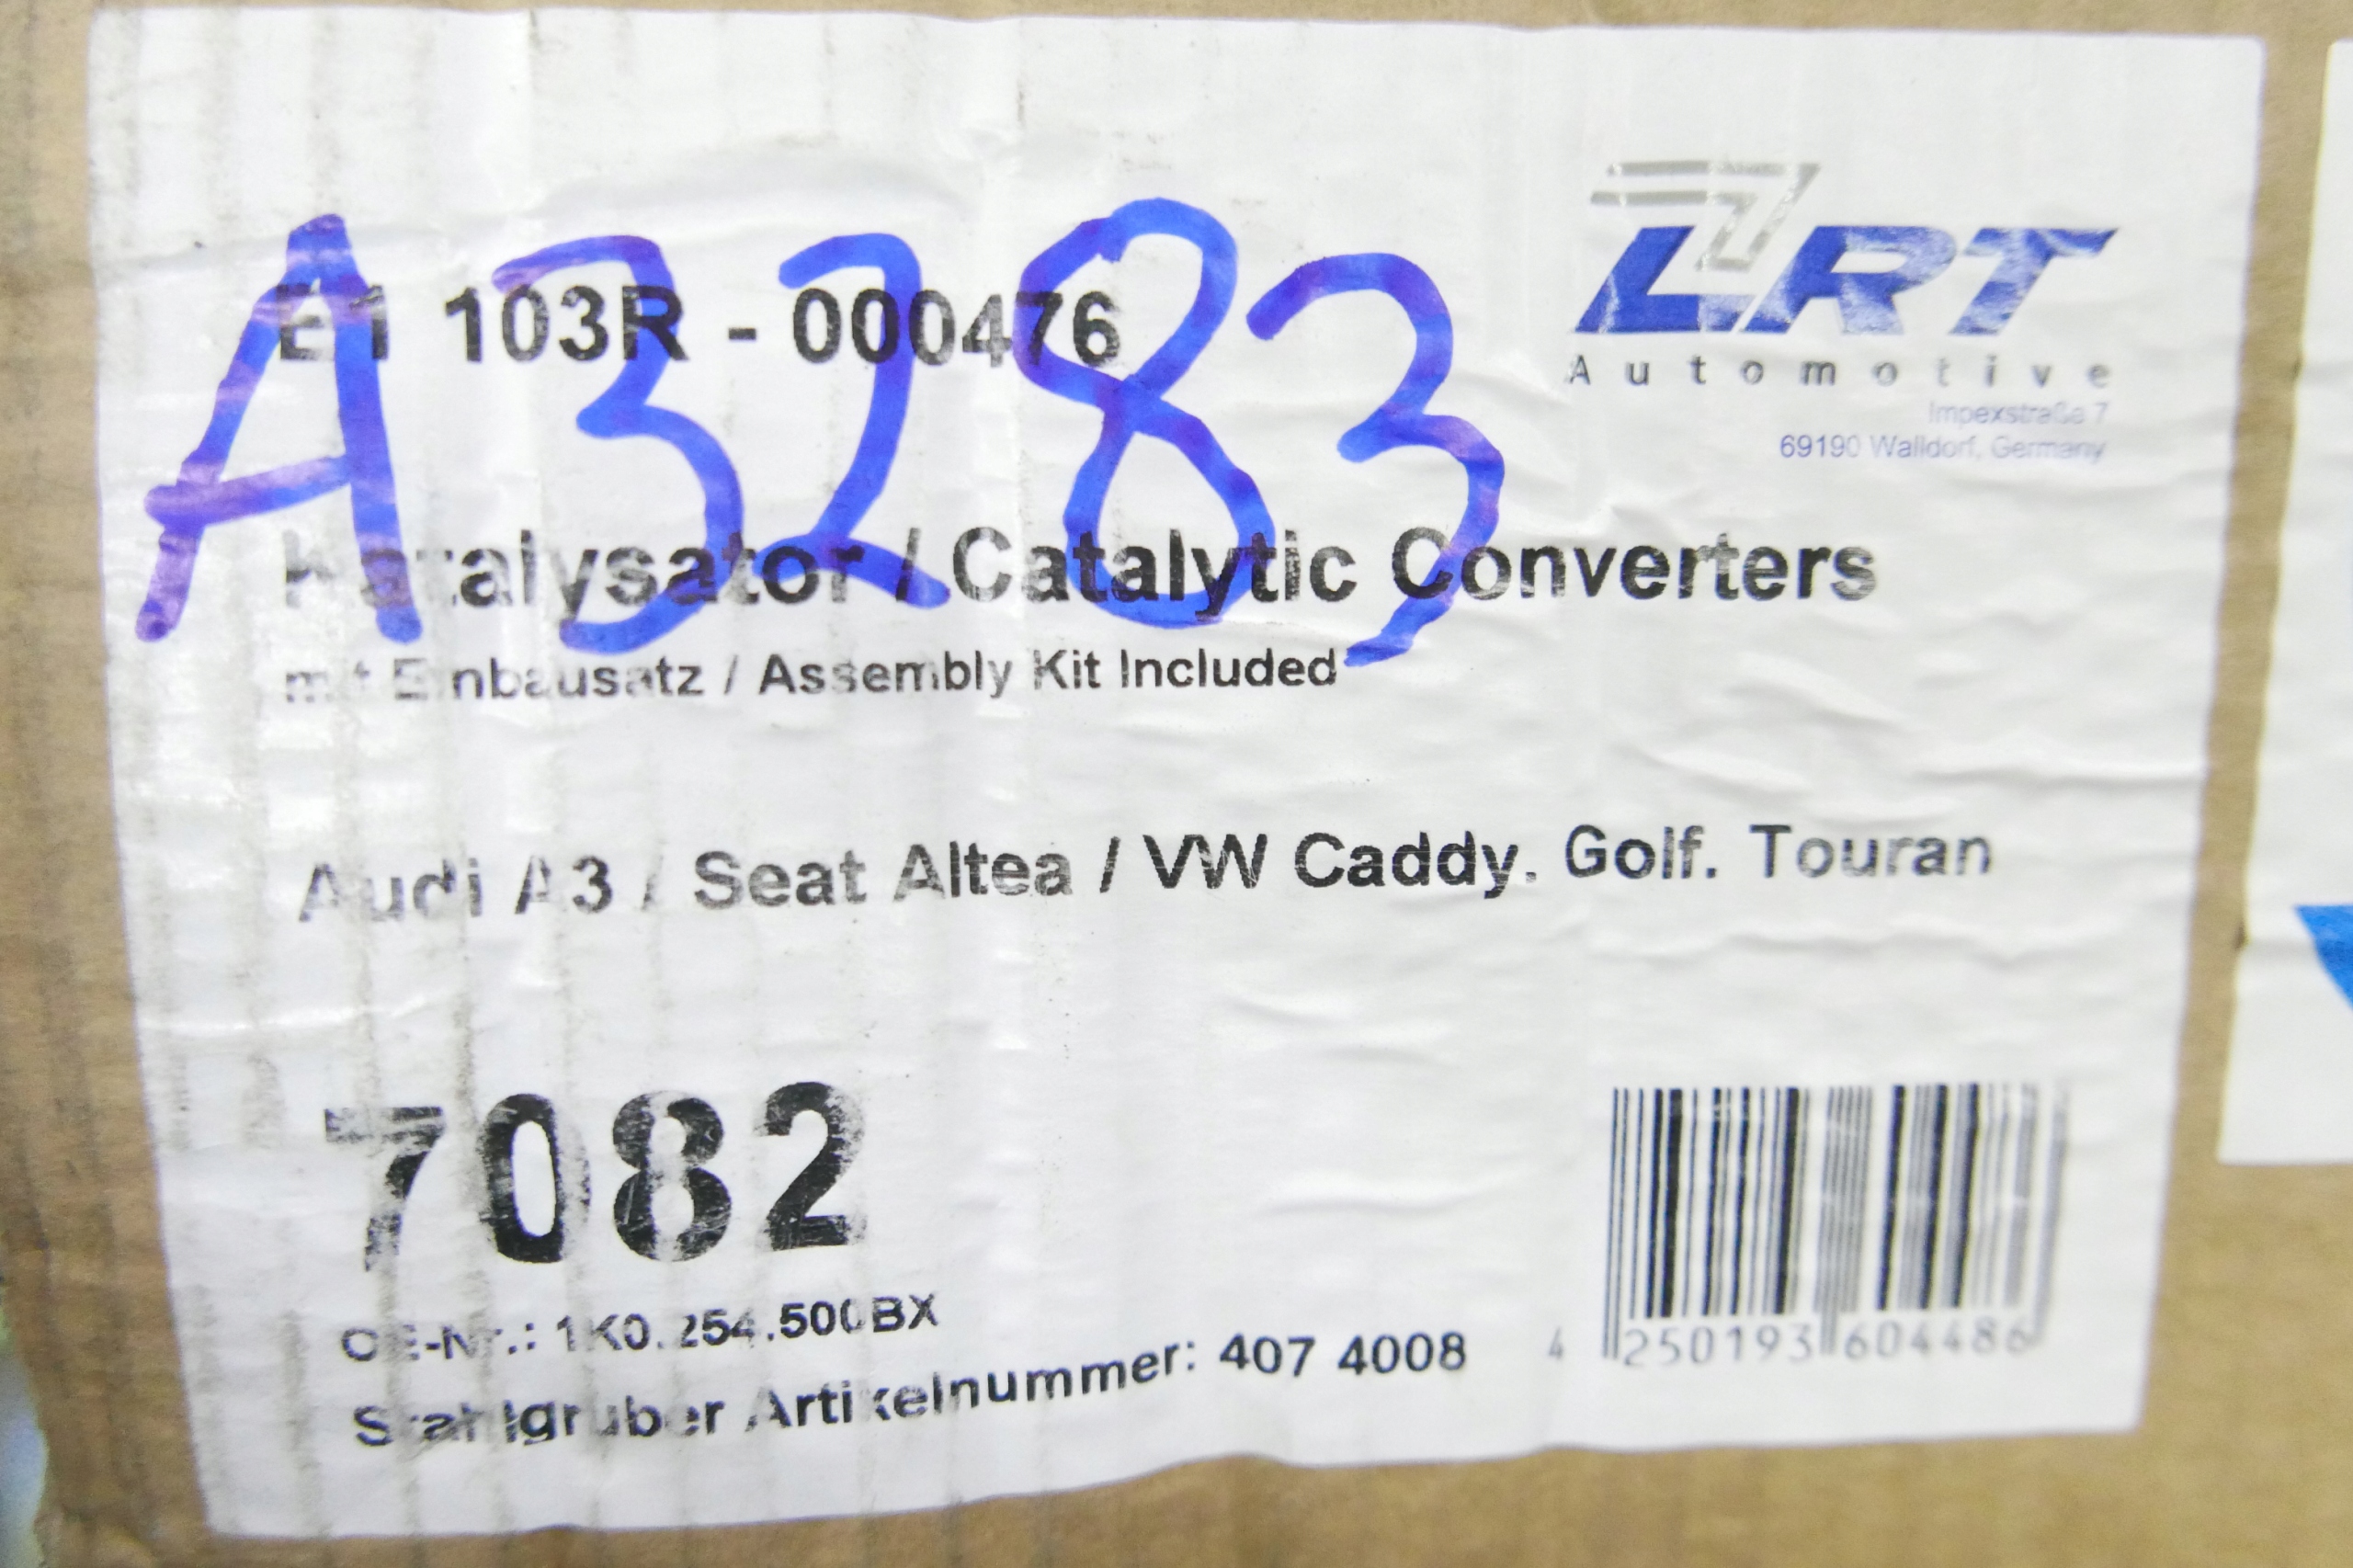 A3283
E1 103R - 000476
LRT
Automotive
Impexstraße 7
69190 Walldorf, Germany
Katalysator / Catalytic Converters
mit Einbausatz / Assembly Kit Included
Audi A3 / Seat Altea / VW Caddy. Golf. Touran
7082
OE-Nr.: 1K0.254.500BX
Stahlgruber Artikelnummer: 407 4008
4 250193 604486